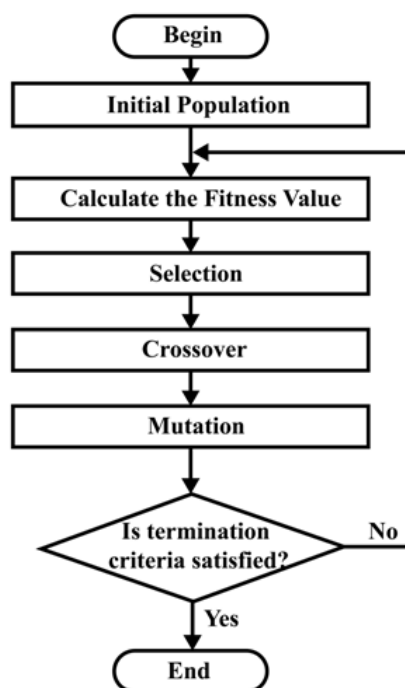 Begin
Initial Population
Calculate the Fitness Value
Selection
Crossover
Mutation
Is termination
criteria satisfied?
No
Yes
End